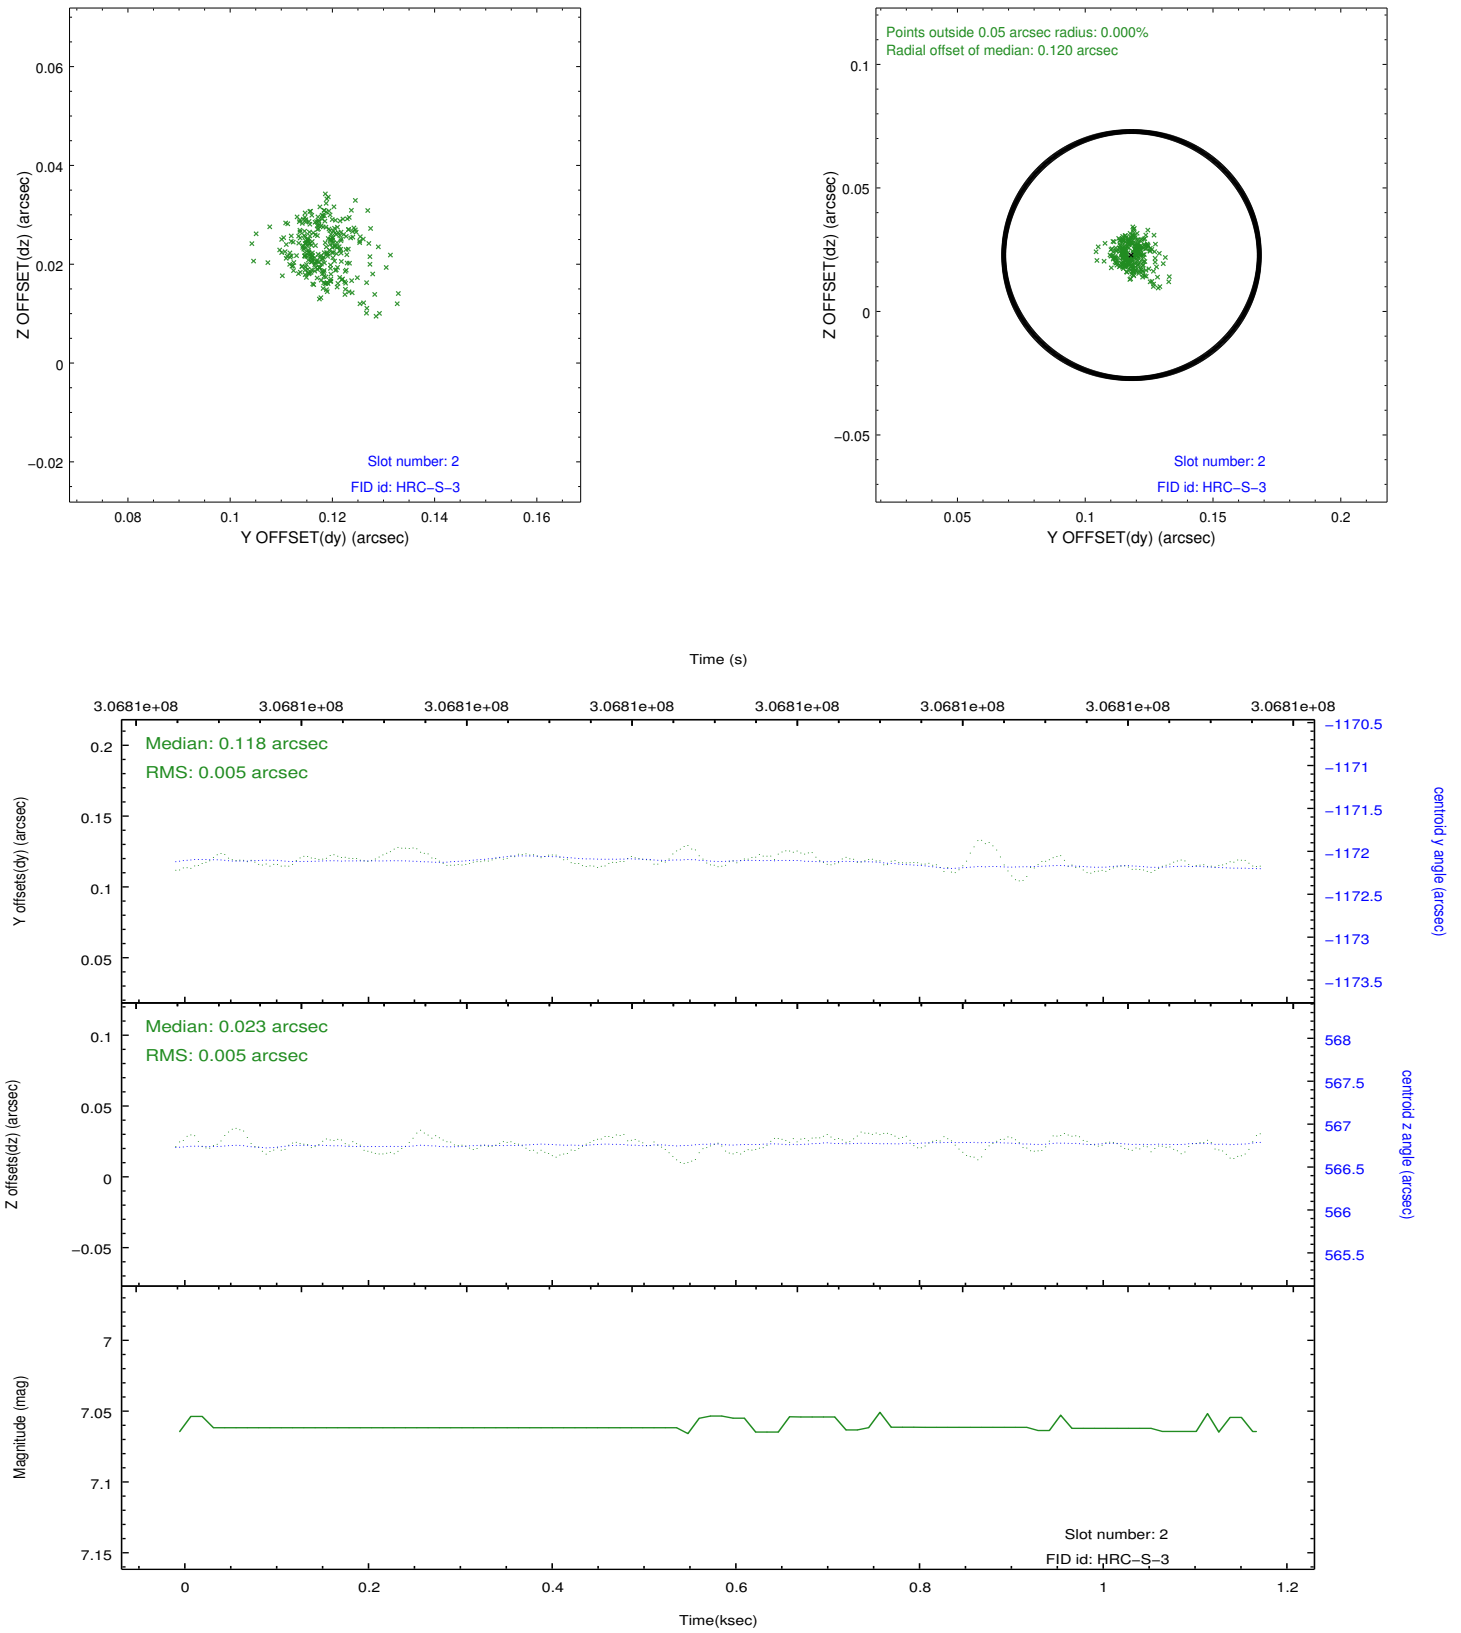 0.06
0.04
0.02
0
−0.02
Z OFFSET(dz) (arcsec)
0.08
0.1
0.12
0.14
0.16
Y OFFSET(dy) (arcsec)
Slot number: 2
FID id: HRC−S−3
Points outside 0.05 arcsec radius: 0.000%
Radial offset of median: 0.120 arcsec
0.1
0.05
0
−0.05
Z OFFSET(dz) (arcsec)
0.05
0.1
0.15
0.2
Y OFFSET(dy) (arcsec)
Slot number: 2
FID id: HRC−S−3
Time (s)
3.0681e+08
3.0681e+08
3.0681e+08
3.0681e+08
3.0681e+08
3.0681e+08
3.0681e+08
3.0681e+08
Median: 0.118 arcsec
RMS: 0.005 arcsec
0.2
0.15
0.1
0.05
Y offsets(dy) (arcsec)
−1170.5
−1171
−1171.5
−1172
−1172.5
−1173
−1173.5
centroid y angle (arcsec)
Median: 0.023 arcsec
RMS: 0.005 arcsec
0.1
0.05
0
−0.05
Z offsets(dz) (arcsec)
568
567.5
567
566.5
566
565.5
centroid z angle (arcsec)
7
7.05
7.1
7.15
Magnitude (mag)
Slot number: 2
FID id: HRC−S−3
0
0.2
0.4
0.6
0.8
1
1.2
Time(ksec)